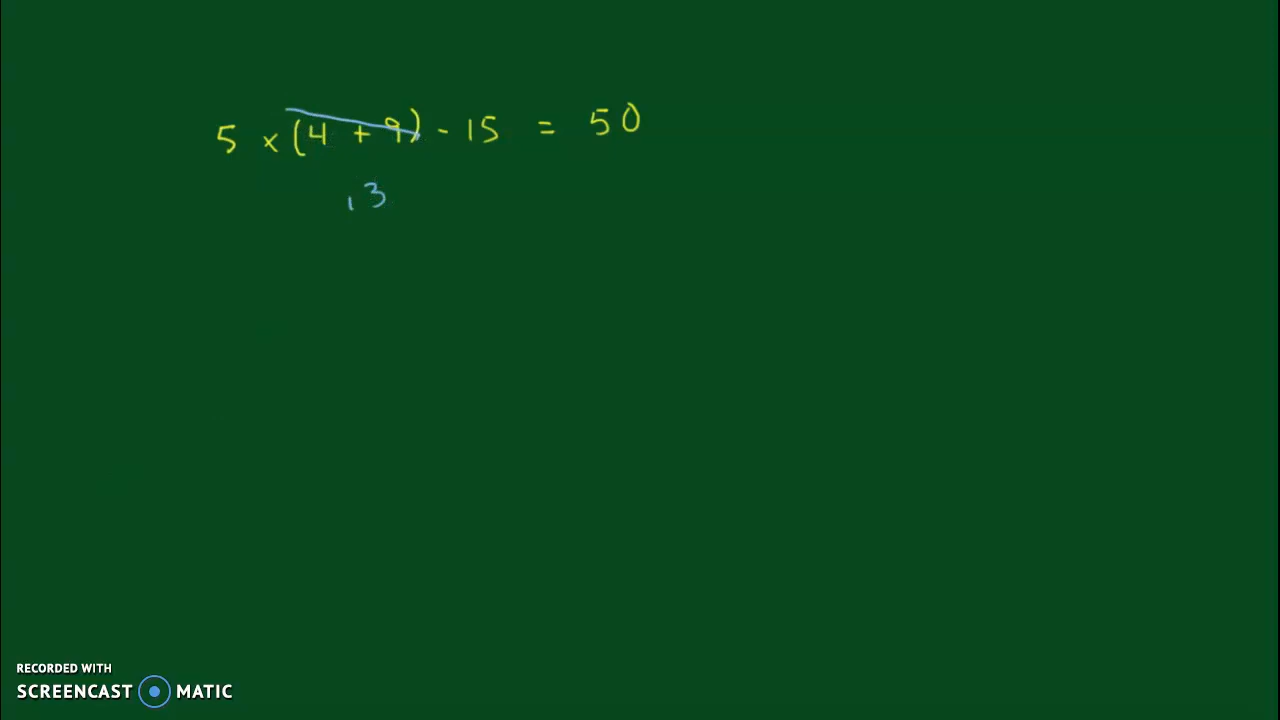 5 × (4 + 9) - 15 = 50
13
RECORDED WITH
SCREENCAST MATIC